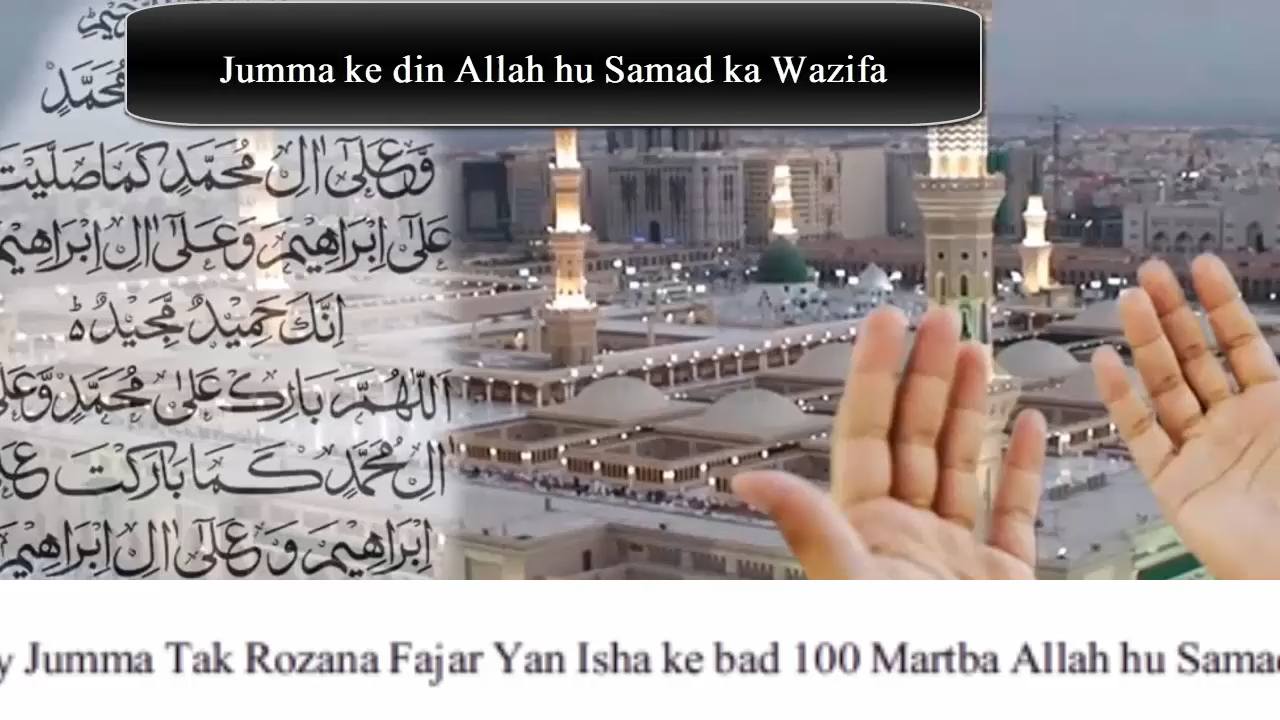 Jumma ke din Allah hu Samad ka Wazifa
مُحَمَّدٍ
وَّعَلٰٓى اٰلِ مُحَمَّدٍ كَمَا صَلَّيْتَ
عَلٰٓى اِبْرَاهِيْمَ وَعَلٰٓى اٰلِ اِبْرَاهِيْمَ
اِنَّكَ حَمِيْدٌ مَّجِيْدٌ ؕ
اَللّٰهُمَّ بَارِكْ عَلٰى مُحَمَّدٍ وَّعَلٰٓى
اٰلِ مُحَمَّدٍ كَمَا بَارَكْتَ
اِبْرَاهِيْمَ وَعَلٰٓى اٰلِ اِبْرَاهِيْمَ
y Jumma Tak Rozana Fajar Yan Isha ke bad 100 Martba Allah hu Samad